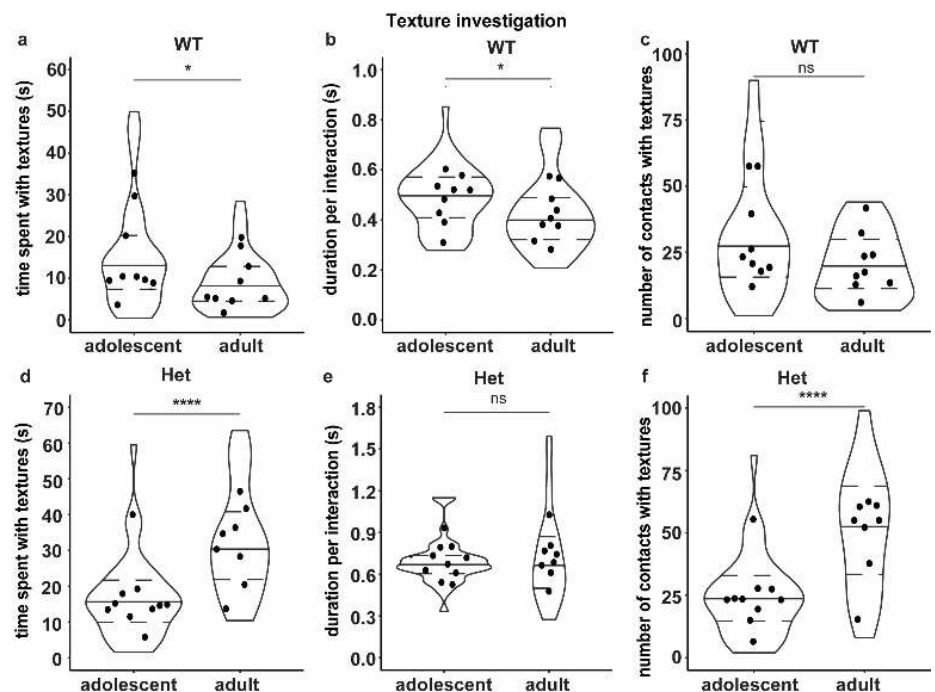 Texture investigation
a
WT
time spent with textures (s)
60
50
40
30
20
10
0
*
adolescent
adult
b
WT
duration per interaction (s)
1.0
0.8
0.6
0.4
0.2
0.0
*
adolescent
adult
c
WT
number of contacts with textures
75
50
25
0
ns
adolescent
adult
d
Het
time spent with textures (s)
70
60
50
40
30
20
10
0
****
adolescent
adult
e
Het
duration per interaction (s)
1.8
1.5
1.2
0.9
0.6
0.3
0.0
ns
adolescent
adult
f
Het
number of contacts with textures
100
75
50
25
0
****
adolescent
adult